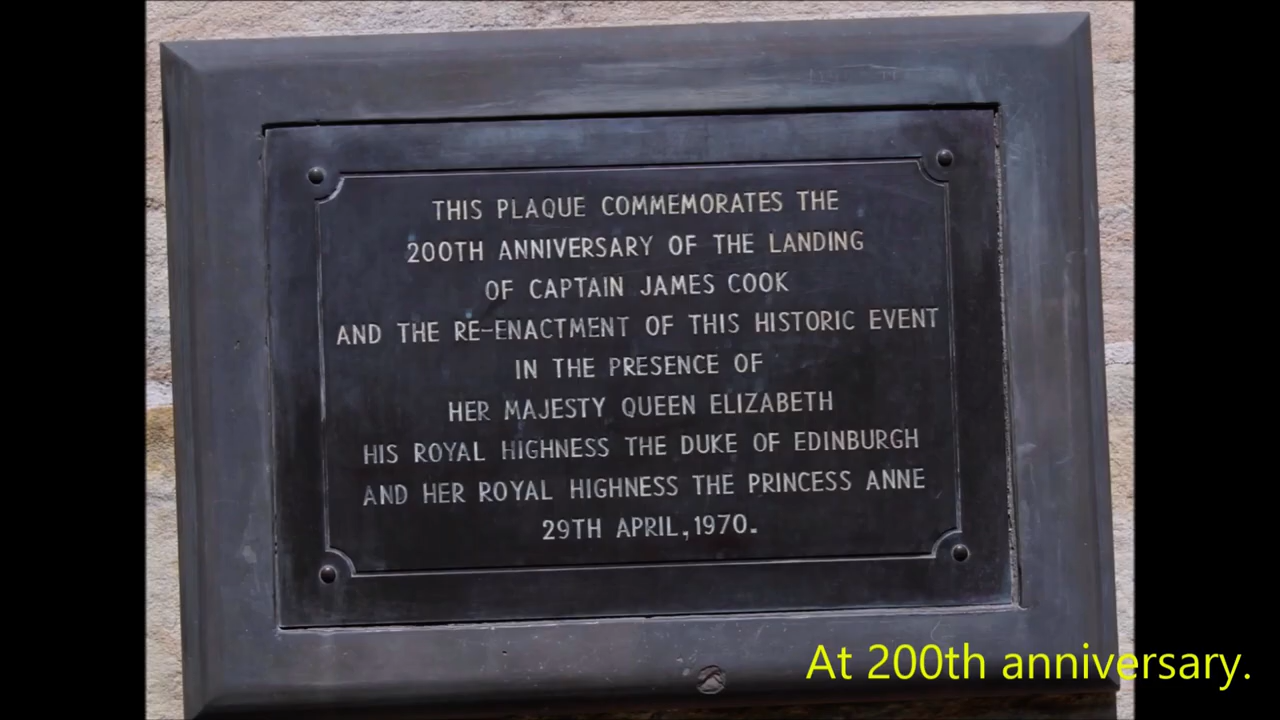 THIS PLAQUE COMMEMORATES THE
200TH ANNIVERSARY OF THE LANDING
OF CAPTAIN JAMES COOK
AND THE RE-ENACTMENT OF THIS HISTORIC EVENT
IN THE PRESENCE OF
HER MAJESTY QUEEN ELIZABETH
HIS ROYAL HIGHNESS THE DUKE OF EDINBURGH
AND HER ROYAL HIGHNESS THE PRINCESS ANNE
29TH APRIL, 1970.
At 200th anniversary.